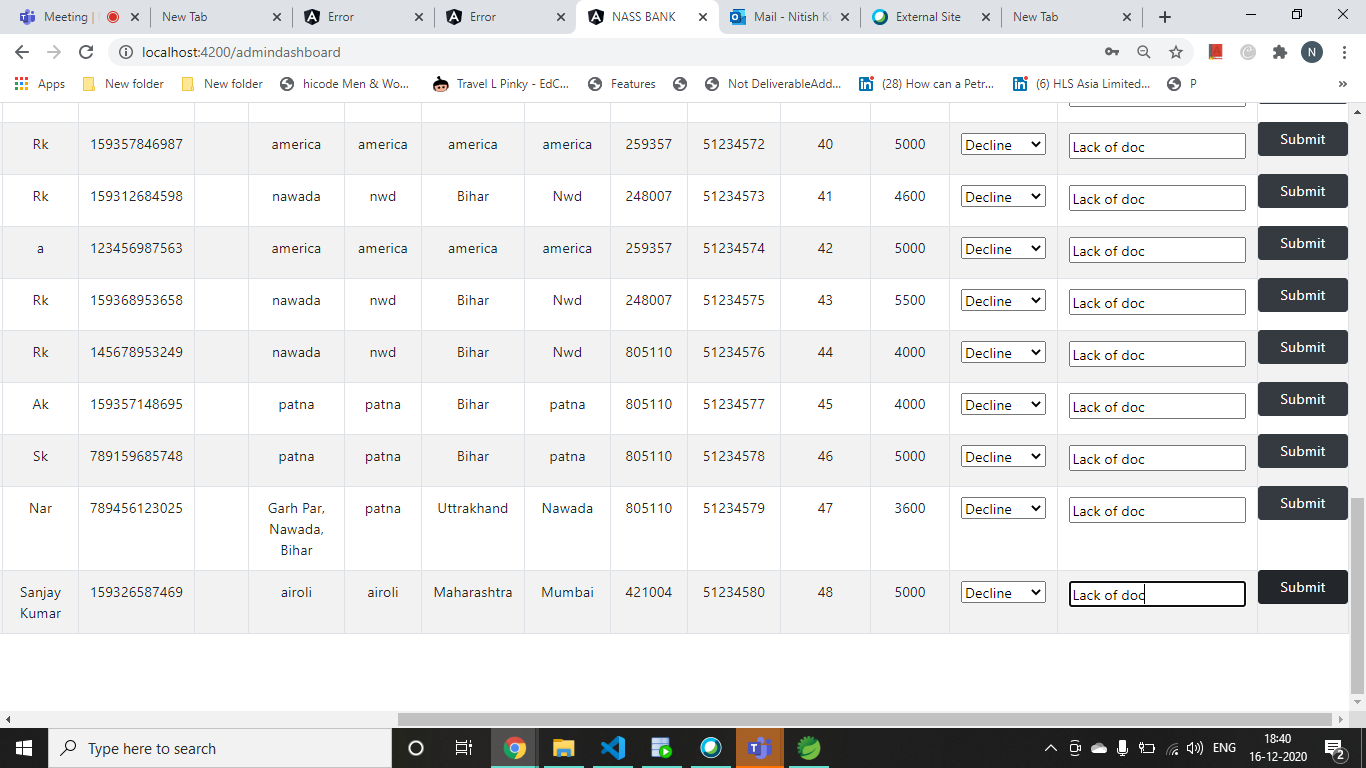 Meeting |
New Tab
Error
Error
NASS BANK
Mail - Nitish K
External Site
New Tab
localhost:4200/admindashboard
N
Apps
New folder
New folder
hicode Men & Wo...
Travel L Pinky - EdC...
Features
Not DeliverableAdd...
(28) How can a Petr...
(6) HLS Asia Limited...
P
»
Rk 159357846987 america america america america 259357 51234572 40 5000 Decline Lack of doc Submit
Rk 159312684598 nawada nwd Bihar Nwd 248007 51234573 41 4600 Decline Lack of doc Submit
a 123456987563 america america america america 259357 51234574 42 5000 Decline Lack of doc Submit
Rk 159368953658 nawada nwd Bihar Nwd 248007 51234575 43 5500 Decline Lack of doc Submit
Rk 145678953249 nawada nwd Bihar Nwd 805110 51234576 44 4000 Decline Lack of doc Submit
Ak 159357148695 patna patna Bihar patna 805110 51234577 45 4000 Decline Lack of doc Submit
Sk 789159685748 patna patna Bihar patna 805110 51234578 46 5000 Decline Lack of doc Submit
Nar 789456123025 Garh Par, patna Uttrakhand Nawada 805110 51234579 47 3600 Decline Lack of doc Submit
Nawada,
Bihar
Sanjay 159326587469 airoli airoli Maharashtra Mumbai 421004 51234580 48 5000 Decline Lack of doc Submit
Kumar
Type here to search
ENG
18:40
16-12-2020
2